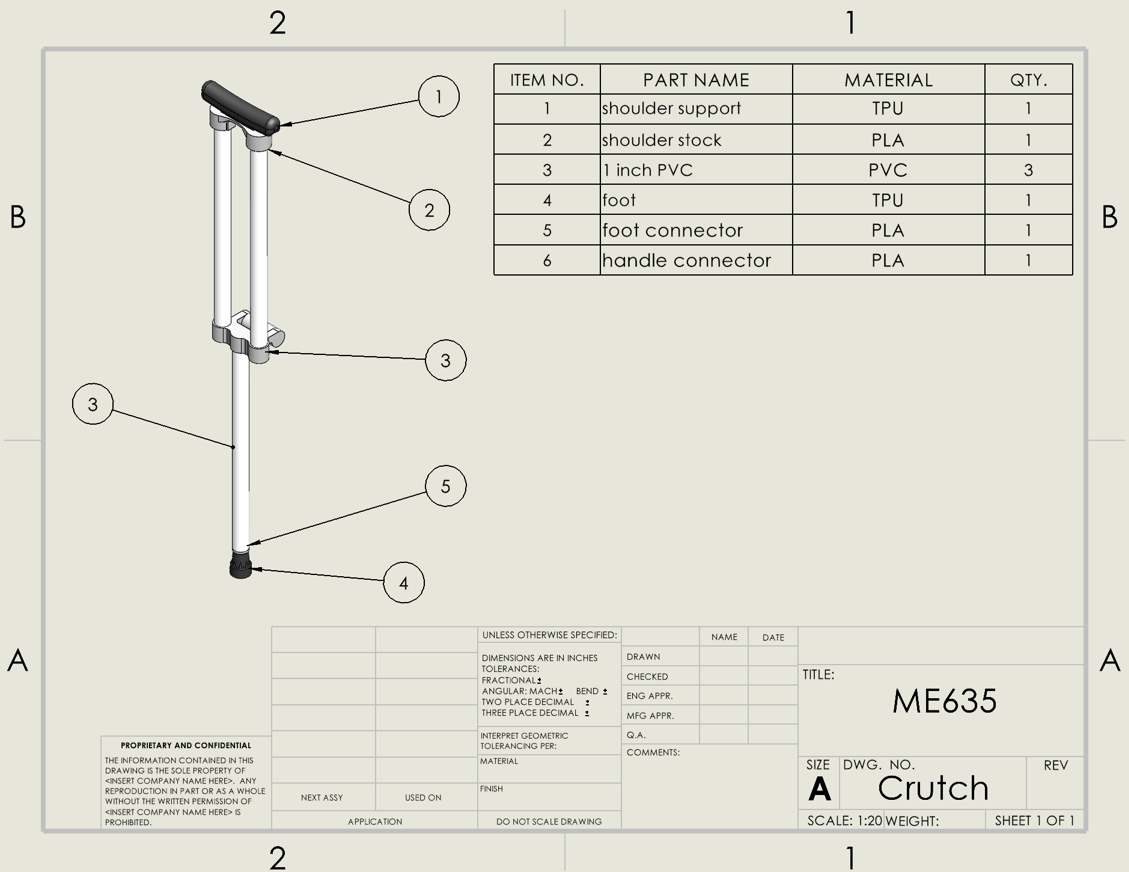 2 1
ITEM NO. PART NAME MATERIAL QTY.
1 shoulder support TPU 1
2 shoulder stock PLA 1
3 1 inch PVC PVC 3
4 foot TPU 1
5 foot connector PLA 1
6 handle connector PLA 1
1
2
B B
3
3
5
4
A A
UNLESS OTHERWISE SPECIFIED:
DIMENSIONS ARE IN INCHES
TOLERANCES:
FRACTIONAL±
ANGULAR: MACH± BEND ±
TWO PLACE DECIMAL ±
THREE PLACE DECIMAL ±
INTERPRET GEOMETRIC
TOLERANCING PER:
MATERIAL
FINISH
DO NOT SCALE DRAWING
NAME DATE
DRAWN
CHECKED
ENG APPR.
MFG APPR.
Q.A.
COMMENTS:
TITLE:
ME635
SIZE DWG. NO. REV
A Crutch
SCALE: 1:20 WEIGHT: SHEET 1 OF 1
PROPRIETARY AND CONFIDENTIAL
THE INFORMATION CONTAINED IN THIS
DRAWING IS THE SOLE PROPERTY OF
<INSERT COMPANY NAME HERE>. ANY
REPRODUCTION IN PART OR AS A WHOLE
WITHOUT THE WRITTEN PERMISSION OF
<INSERT COMPANY NAME HERE> IS
PROHIBITED.
NEXT ASSY USED ON
APPLICATION
2 1